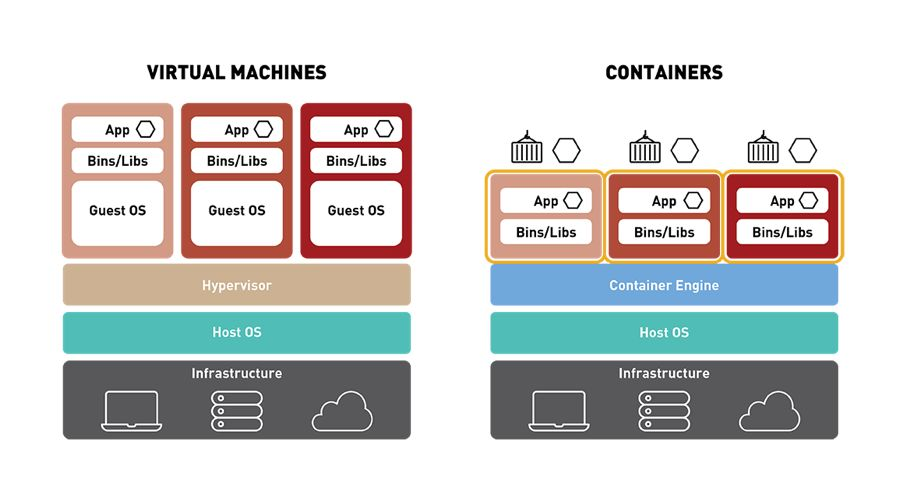 VIRTUAL MACHINES
App
App
App
Bins/Libs
Bins/Libs
Bins/Libs
Guest OS
Guest OS
Guest OS
Hypervisor
Host OS
Infrastructure
CONTAINERS
App
App
App
Bins/Libs
Bins/Libs
Bins/Libs
Container Engine
Host OS
Infrastructure